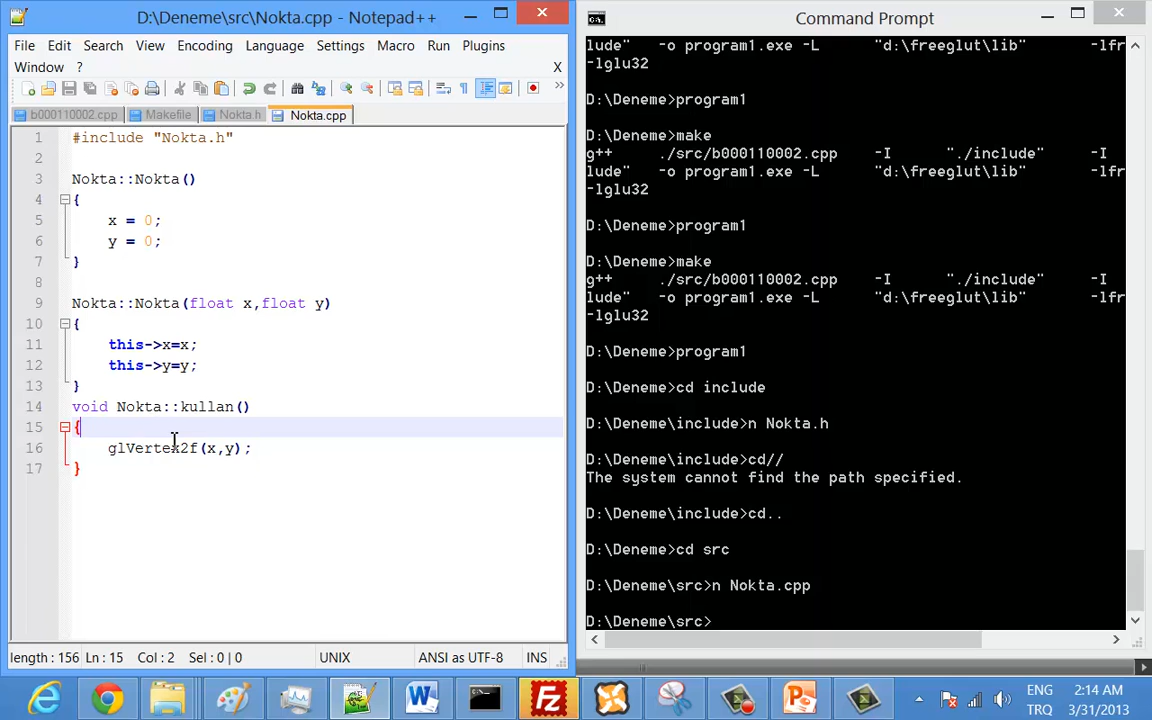 D:\Deneme\src\Nokta.cpp - Notepad++
File Edit Search View Encoding Language Settings Macro Run Plugins
Window ? X
b000110002.cpp Makefile Nokta.h Nokta.cpp
1 #include "Nokta.h"
2
3 Nokta::Nokta()
4 {
5 x = 0;
6 y = 0;
7 }
8
9 Nokta::Nokta(float x,float y)
10 {
11 this->x=x;
12 this->y=y;
13 }
14 void Nokta::kullan()
15 {
16 glVertex2f(x,y);
17 }
length : 156 Ln : 15 Col : 2 Sel : 0 | 0 UNIX ANSI as UTF-8 INS
Command Prompt
lude" -o program1.exe -L "d:\freeglut\lib" -lfr
-lglu32
D:\Deneme>program1
D:\Deneme>make
g++ ./src/b000110002.cpp -I "./include" -I
lude" -o program1.exe -L "d:\freeglut\lib" -lfr
-lglu32
D:\Deneme>program1
D:\Deneme>make
g++ ./src/b000110002.cpp -I "./include" -I
lude" -o program1.exe -L "d:\freeglut\lib" -lfr
-lglu32
D:\Deneme>program1
D:\Deneme>cd include
D:\Deneme\include>n Nokta.h
D:\Deneme\include>cd//
The system cannot find the path specified.
D:\Deneme\include>cd..
D:\Deneme>cd src
D:\Deneme\src>n Nokta.cpp
D:\Deneme\src>
ENG 2:14 AM
TRQ 3/31/2013